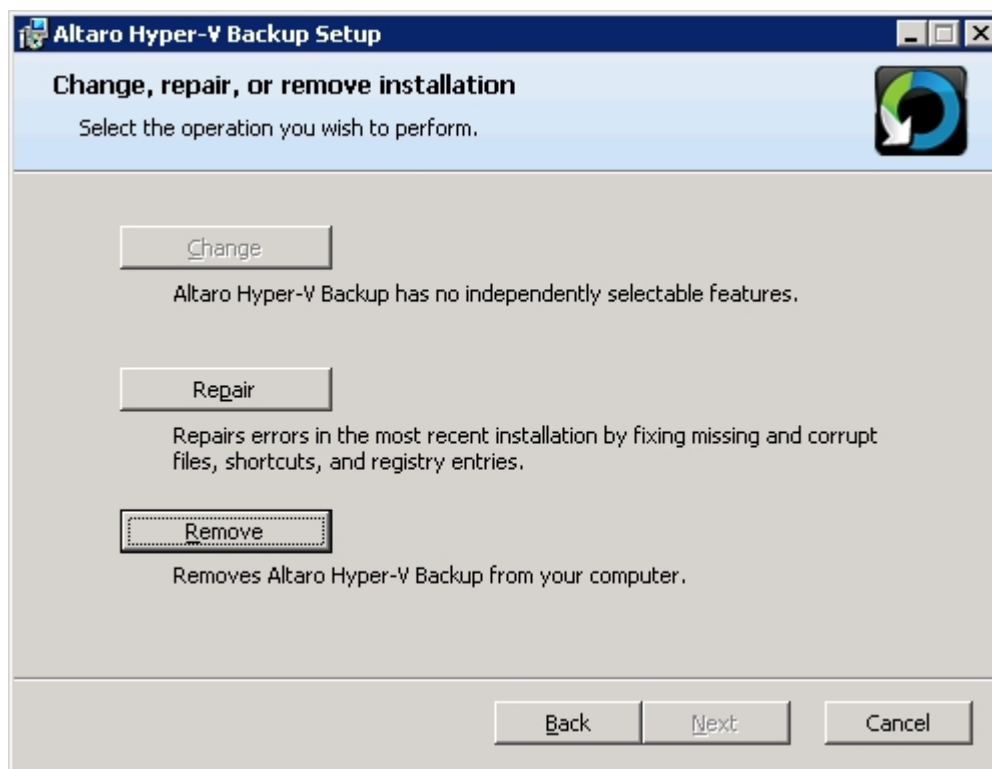 Altaro Hyper-V Backup Setup
Change, repair, or remove installation
Select the operation you wish to perform.
Change
Altaro Hyper-V Backup has no independently selectable features.
Repair
Repairs errors in the most recent installation by fixing missing and corrupt
files, shortcuts, and registry entries.
Remove
Removes Altaro Hyper-V Backup from your computer.
Back Next Cancel